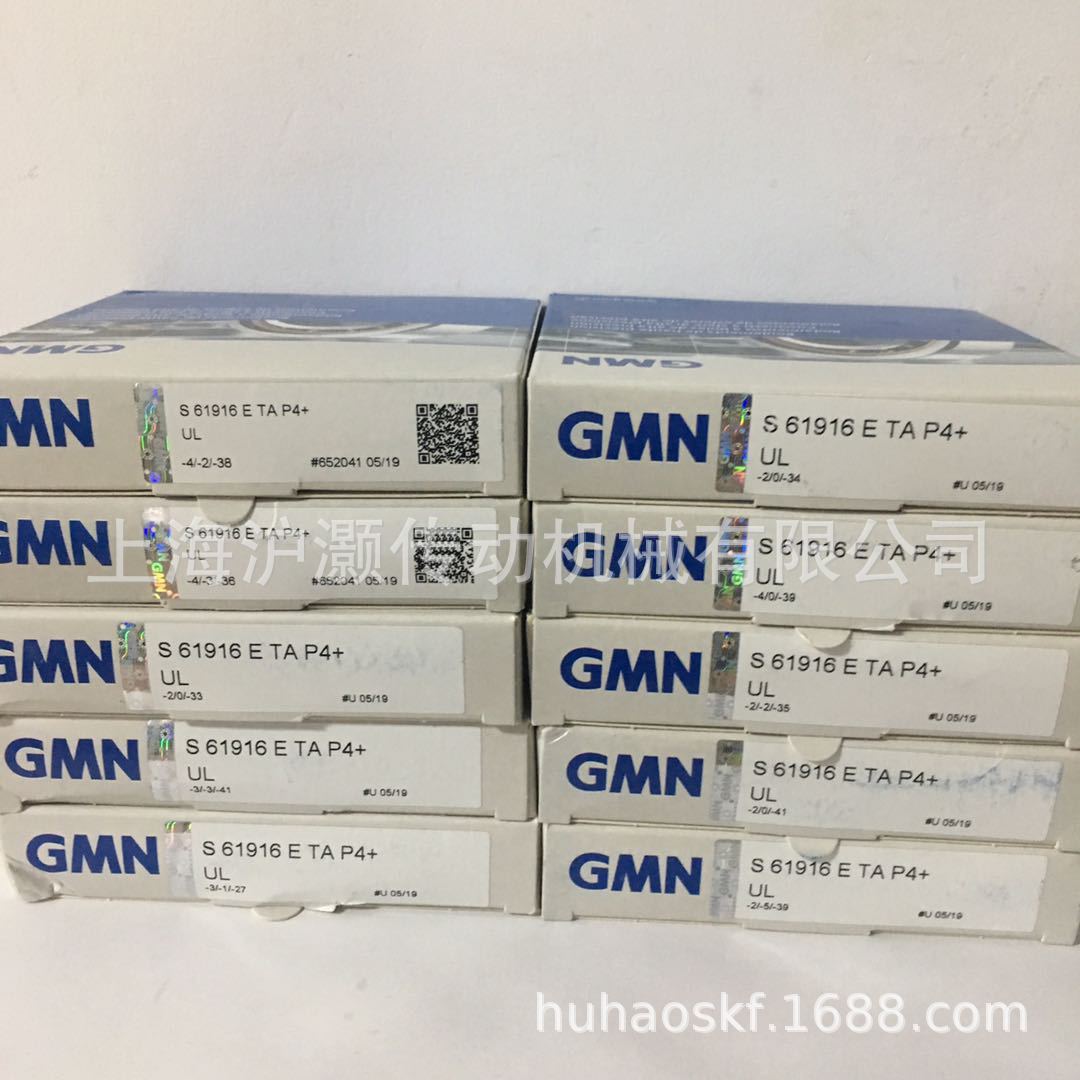 GMN
GMN
S 61916 E TA P4+
UL
-4/-2/-38
#652041 05/19
GMN
S 61916 E TA P4+
UL
-4/-3/-36
#652041 05/19
GMN
S 61916 E TA P4+
UL
-2/0/-33
#U 05/19
GMN
S 61916 E TA P4+
UL
-3/-3/-41
#U 05/19
GMN
S 61916 E TA P4+
UL
-3/-1/-27
#U 05/19
GMN
GMN
S 61916 E TA P4+
UL
-2/0/-34
#U 05/19
GMN
S 61916 E TA P4+
UL
-4/0/-39
#U 05/19
GMN
S 61916 E TA P4+
UL
-2/-2/-35
#U 05/19
GMN
S 61916 E TA P4+
UL
-2/0/-41
#U 05/19
GMN
S 61916 E TA P4+
UL
-2/-5/-39
#U 05/19
上海沪灏传动机械有限公司
huhaoskf.1688.com